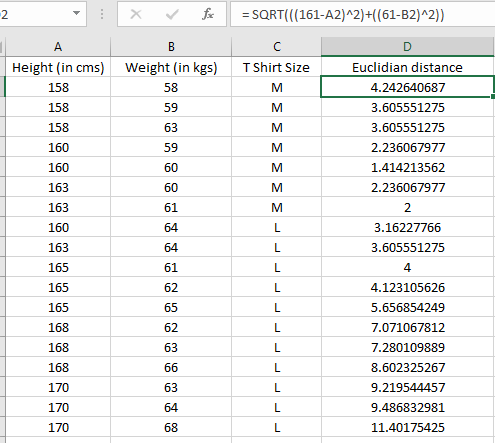 D2 fx = SQRT(((161-A2)^2)+((61-B2)^2))
A B C D
Height (in cms) Weight (in kgs) T Shirt Size Euclidian distance
158 58 M 4.242640687
158 59 M 3.605551275
158 63 M 3.605551275
160 59 M 2.236067977
160 60 M 1.414213562
163 60 M 2.236067977
163 61 M 2
160 64 L 3.16227766
163 64 L 3.605551275
165 61 L 4
165 62 L 4.123105626
165 65 L 5.656854249
168 62 L 7.071067812
168 63 L 7.280109889
168 66 L 8.602325267
170 63 L 9.219544457
170 64 L 9.486832981
170 68 L 11.40175425